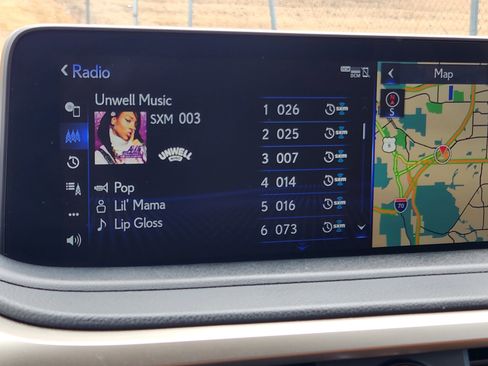 Radio
Unwell Music
SXM 003
UNWELL
Pop
Lil' Mama
Lip Gloss
1 026 SXM
2 025 SXM
3 007 SXM
4 014 SXM
5 016 SXM
6 073 SXM
DCM
Map
S
70